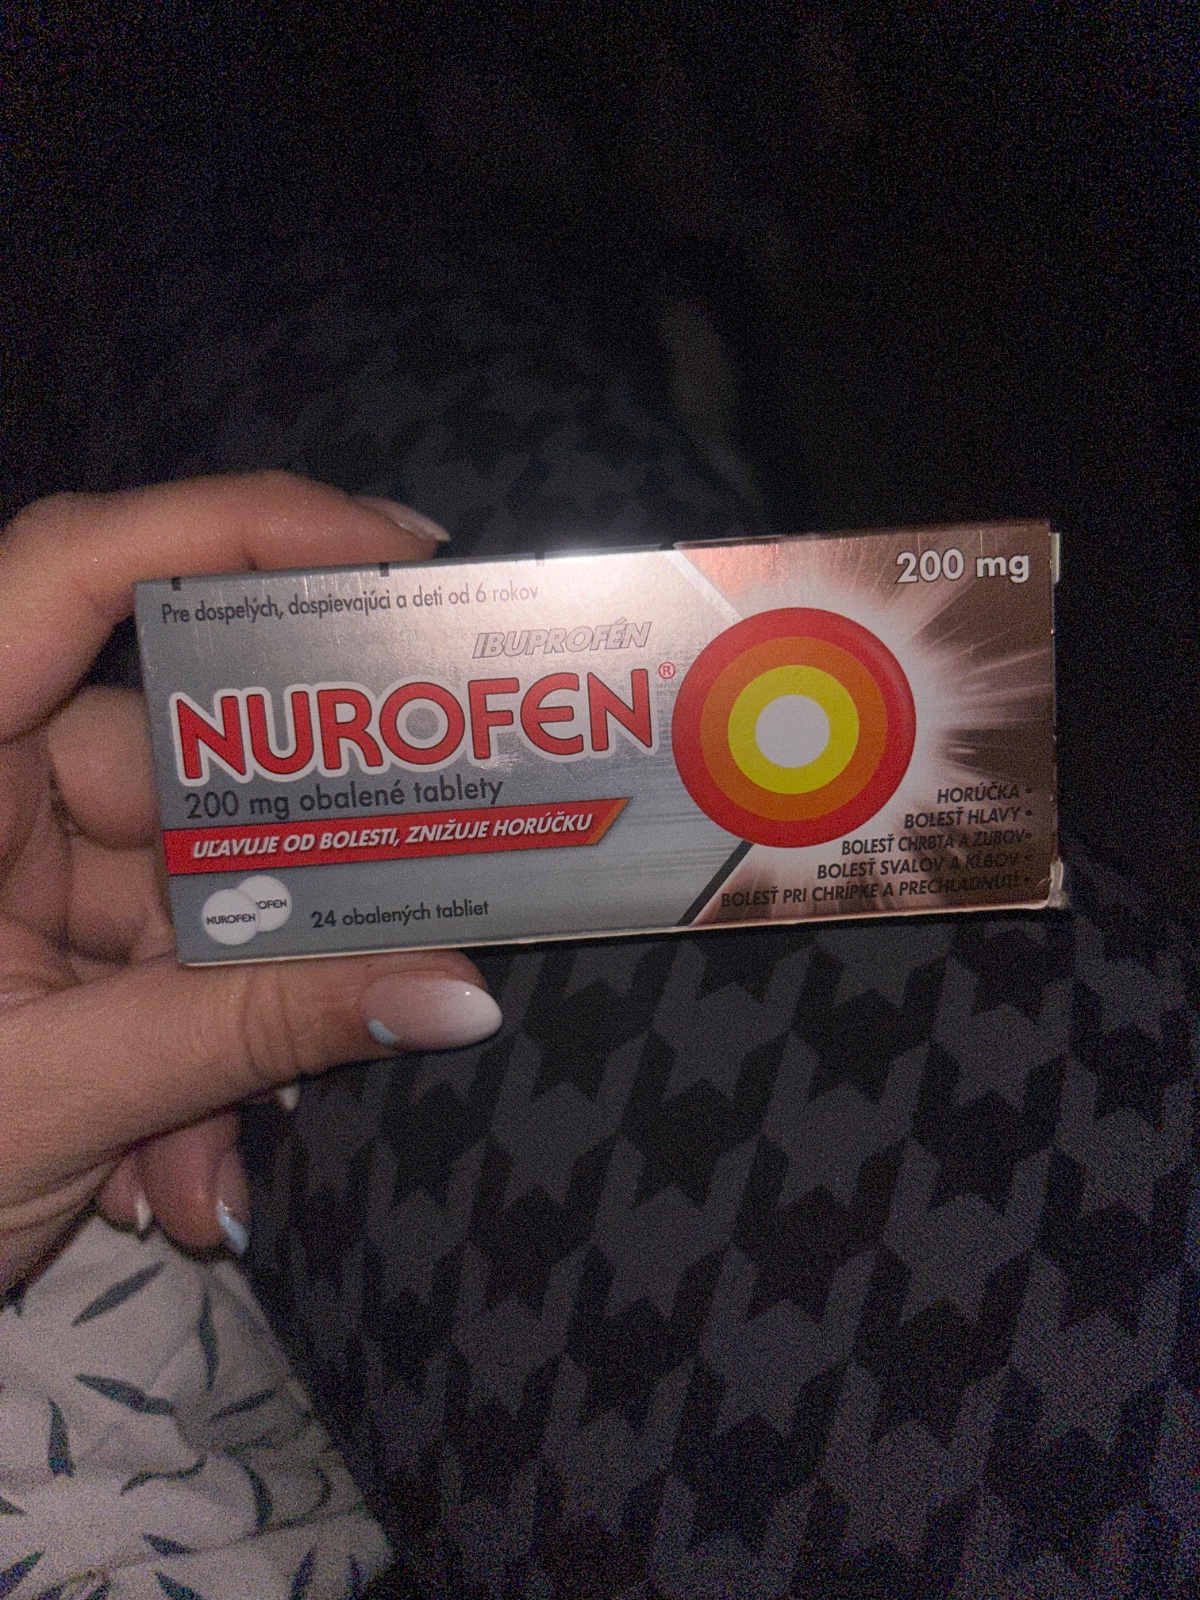 200 mg
Pre dospelých, dospievajúci a deti od 6 rokov
IBUPROFÉN
NUROFEN®
200 mg obalené tablety
UĽAVUJE OD BOLESTI, ZNIŽUJE HORÚČKU
HORÚČKA •
BOLESŤ HLAVY •
BOLESŤ CHRBTA A ZUBOV •
BOLESŤ SVALOV A KĹBOV •
BOLESŤ PRI CHRÍPKE A PRECHLADNUTÍ •
NUROFEN
OFEN
24 obalených tabliet